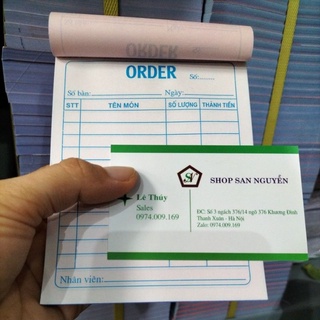 ORDER
ORDER
Số:......
Số bàn:............ Ngày:............
STT TÊN MÓN SỐ LƯỢNG THÀNH TIỀN
SN SHOP SAN NGUYỄN
Lê Thủy
Sales
0974.009.169
ĐC: Số 3 ngách 376/14 ngõ 376 Khương Đình
Thanh Xuân - Hà Nội
Zalo: 0974.009.169
Nhân viên:............